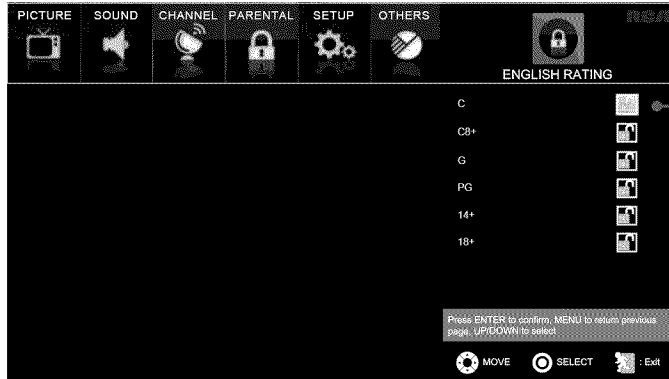 PICTURE SOUND CHANNEL PARENTAL SETUP OTHERS
ENGLISH RATING
C
C8+
G
PG
14+
18+
Press ENTER to confirm, MENU to return previous
page, UP/DOWN to select
MOVE SELECT : Exit